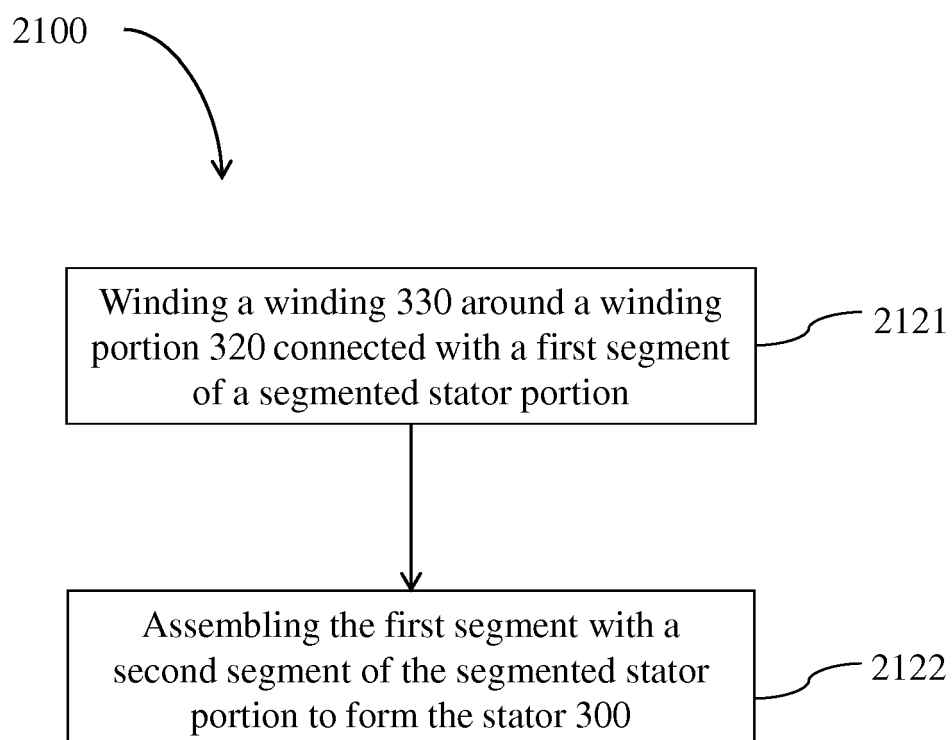 2100
Winding a winding 330 around a winding
portion 320 connected with a first segment
of a segmented stator portion
2121
Assembling the first segment with a
second segment of the segmented stator
portion to form the stator 300
2122